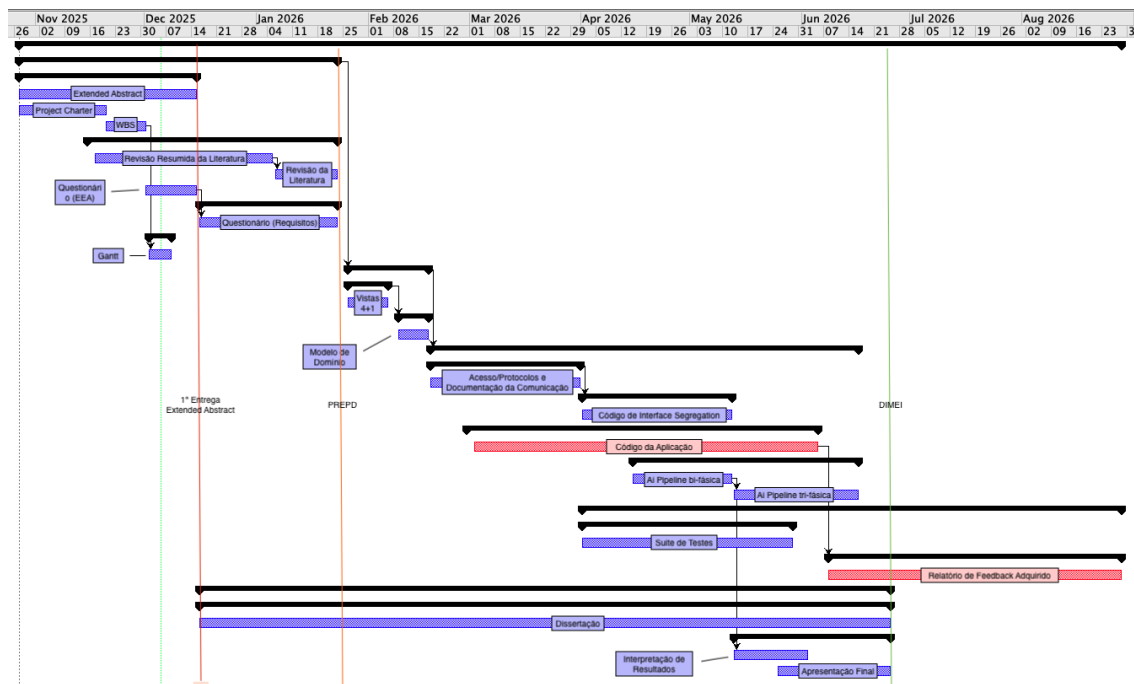 Nov 2025 Dec 2025 Jan 2026 Feb 2026 Mar 2026 Apr 2026 May 2026 Jun 2026 Jul 2026 Aug 2026
26 02 09 16 23 30 07 14 21 28 04 11 18 25 01 08 15 22 01 08 15 22 29 05 12 19 26 03 10 17 24 31 07 14 21 28 05 12 19 26 02 09 16 23 3
Extended Abstract
Project Charter
WBS
Revisão Resumida da Literatura
Revisão da
Literatura
Questionári
o (EEA)
Questionário (Requisitos)
Gantt
Vistas
4+1
Modelo de
Domínio
Acesso/Protocolos e
Documentação da Comunicação
1ª Entrega
Extended Abstract
PREPD
DIMEI
Código de Interface Segregation
Código da Aplicação
Ai Pipeline bi-fásica
Ai Pipeline tri-fásica
Suite de Testes
Relatório de Feedback Adquirido
Dissertação
Interpretação de
Resultados
Apresentação Final